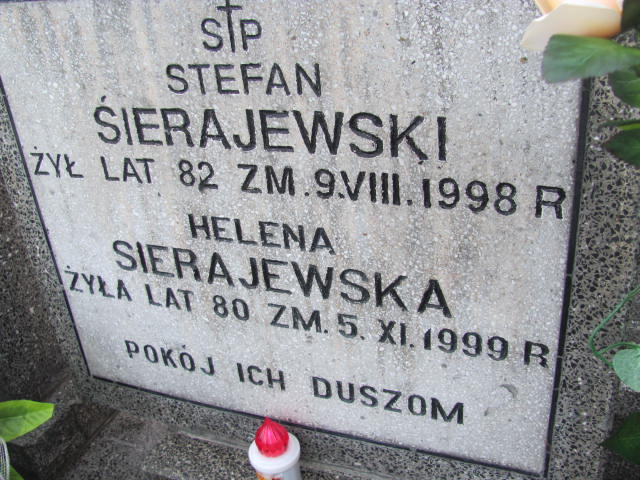 ŚP
STEFAN
ŚIERAJEWSKI
ŻYŁ LAT 82 ZM. 9.VIII.1998 R
HELENA
SIERAJEWSKA
ŻYŁA LAT 80 ZM. 5. XI. 1999 R
POKÓJ ICH DUSZOM